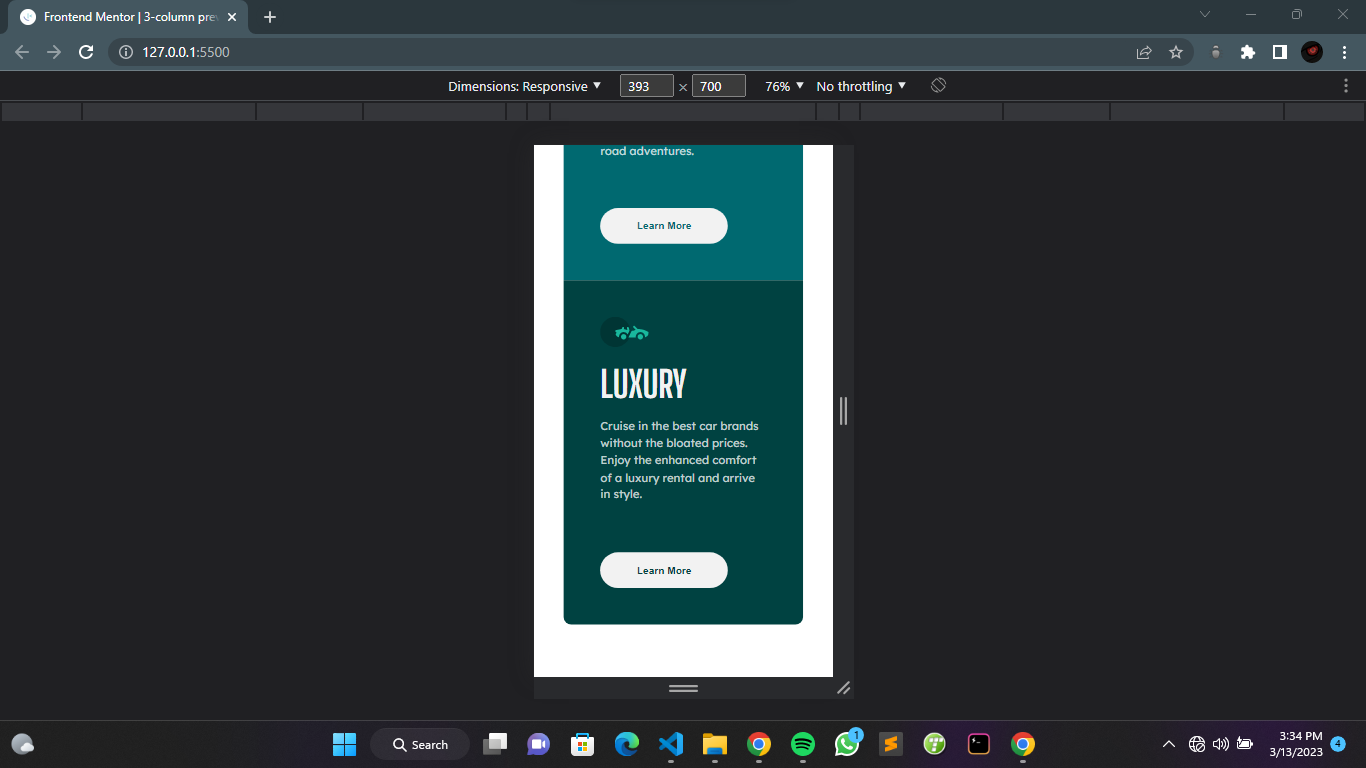 Frontend Mentor | 3-column pre
127.0.0.1:5500
Dimensions: Responsive 393 × 700 76% No throttling
road adventures.
Learn More
LUXURY
Cruise in the best car brands
without the bloated prices.
Enjoy the enhanced comfort
of a luxury rental and arrive
in style.
Learn More
Search
1
3:34 PM
3/13/2023
4